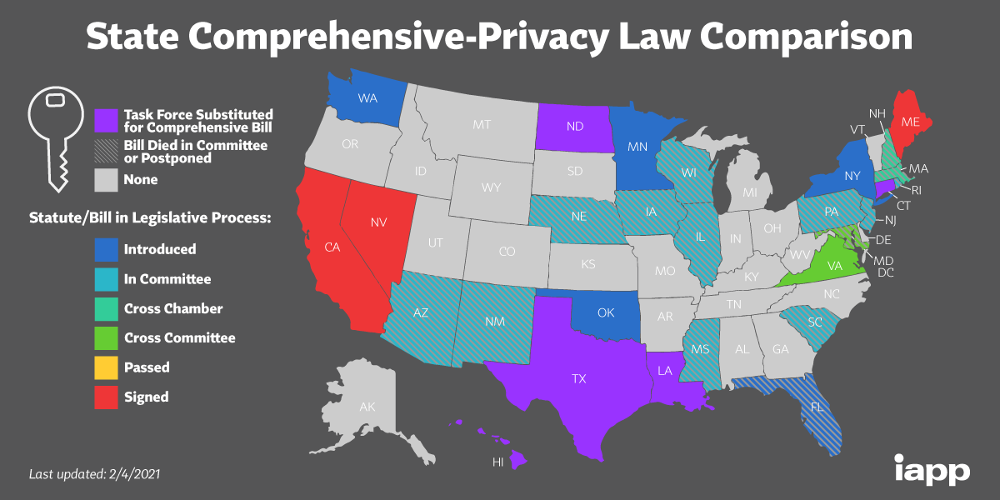 State Comprehensive-Privacy Law Comparison
Task Force Substituted
for Comprehensive Bill
Bill Died in Committee
or Postponed
None
Statute/Bill in Legislative Process:
Introduced
In Committee
Cross Chamber
Cross Committee
Passed
Signed
WA
OR
MT
ID
WY
ND
SD
MN
WI
MI
NH
VT
ME
NY
MA
RI
CT
CA
NV
UT
CO
NE
KS
IA
IL
MO
IN
OH
PA
NJ
DE
MD
DC
WV
VA
KY
TN
NC
SC
AZ
NM
OK
AR
TX
LA
MS
AL
GA
FL
AK
HI
Last updated: 2/4/2021
iapp